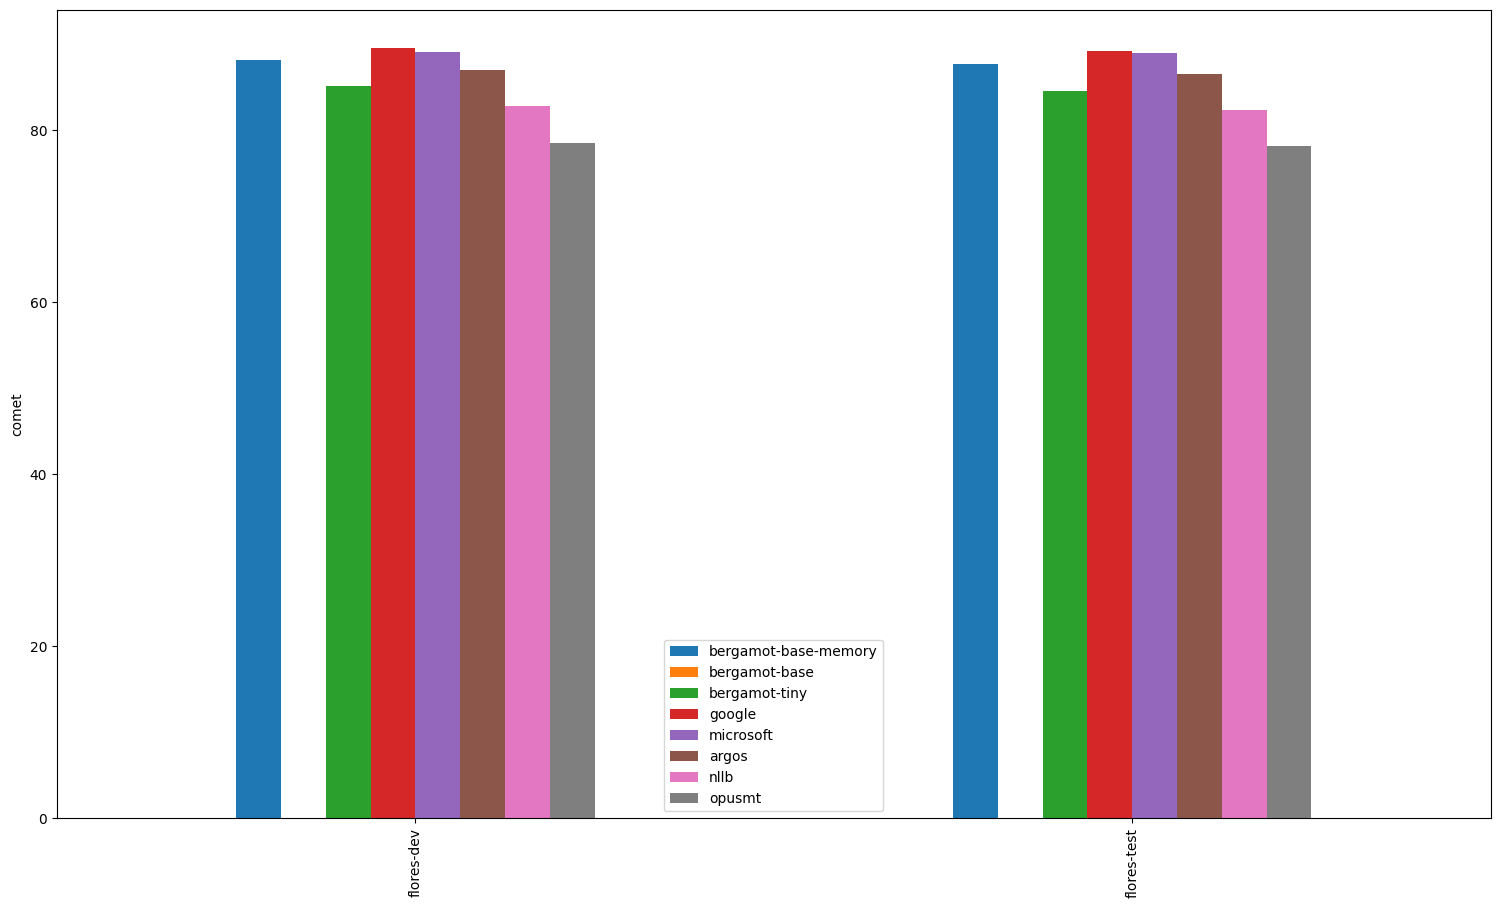 80
60
40
20
0
comet
bergamot-base-memory
bergamot-base
bergamot-tiny
google
microsoft
argos
nllb
opusmt
flores-dev
flores-test